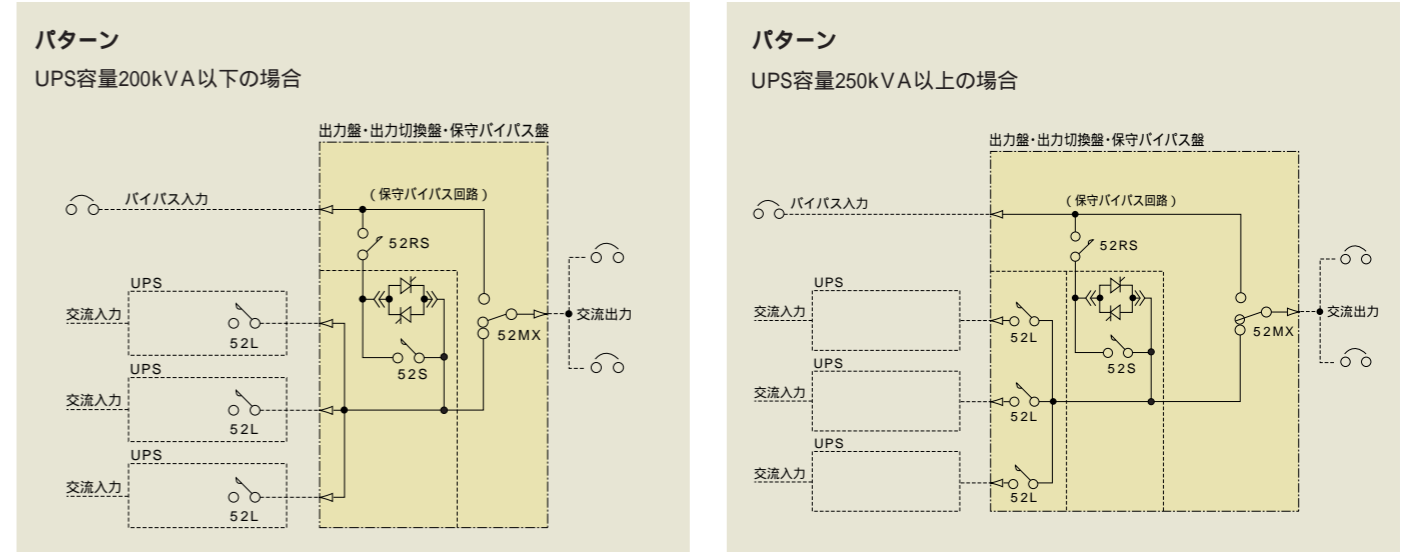 パターン
UPS容量200kVA以下の場合
出力盤・出力切換盤・保守バイパス盤
バイパス入力
(保守バイパス回路)
52RS
UPS
交流入力
52L
52S
52MX
交流出力
UPS
交流入力
52L
UPS
交流入力
52L
パターン
UPS容量250kVA以上の場合
出力盤・出力切換盤・保守バイパス盤
バイパス入力
(保守バイパス回路)
52RS
UPS
交流入力
52L
52S
52MX
交流出力
UPS
交流入力
52L
UPS
交流入力
52L